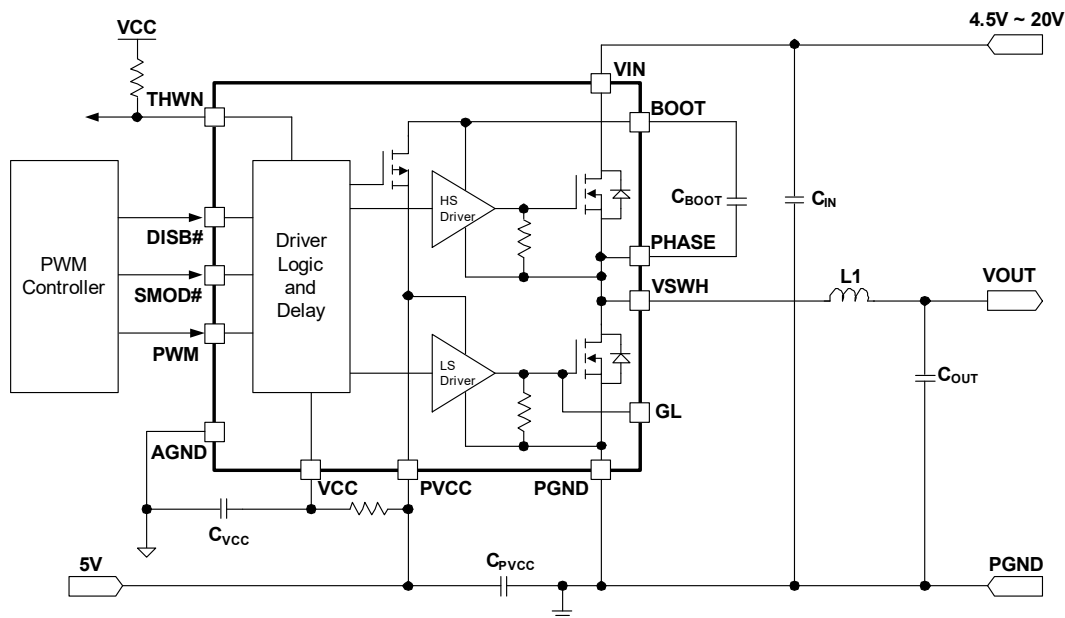 VCC
4.5V ~ 20V
VIN
THWN
BOOT
HS
Driver
CBOOT
CIN
DISB#
Driver
Logic
and
Delay
PHASE
PWM
Controller
SMOD#
VSWH
L1
VOUT
PWM
LS
Driver
COUT
GL
AGND
VCC
PVCC
PGND
CVCC
5V
CPVCC
PGND